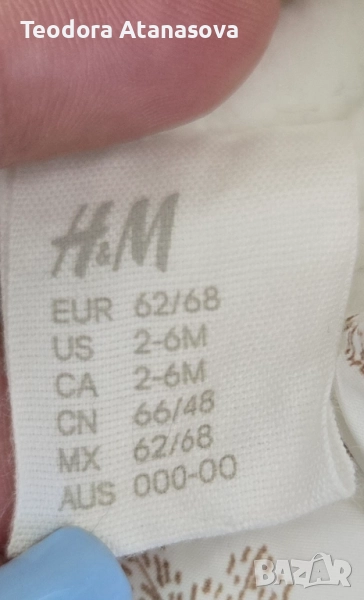 Teodora Atanasova
H&M
EUR 62/68
US 2-6M
CA 2-6M
CN 66/48
MX 62/68
AUS 000-00
BAZAR